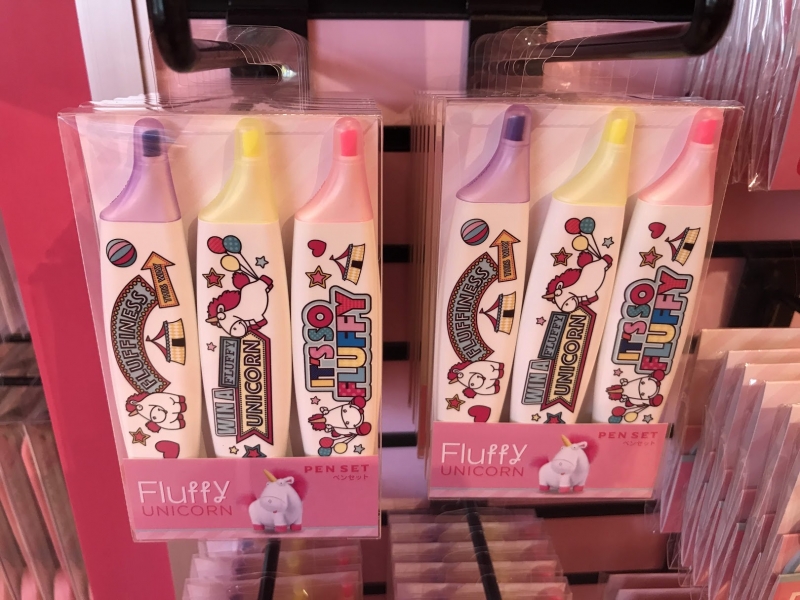 THIS WAY
FLUFFINESS
WIN A FLUFFY
UNICORN
IT'S SO
FLUFFY
Fluffy
UNICORN
PEN SET
ペンセット
THIS WAY
FLUFFINESS
WIN A FLUFFY
UNICORN
IT'S SO
FLUFFY
Fluffy
UNICORN
PEN SET
ペンセット